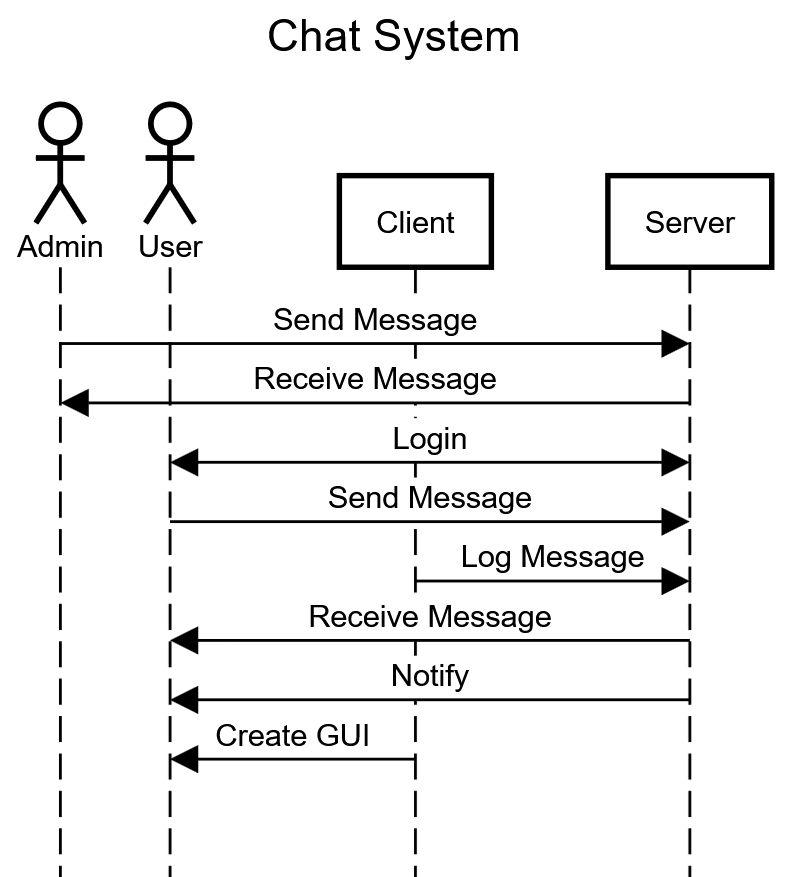 Chat System
Admin
User
Client
Server
Send Message
Receive Message
Login
Send Message
Log Message
Receive Message
Notify
Create GUI